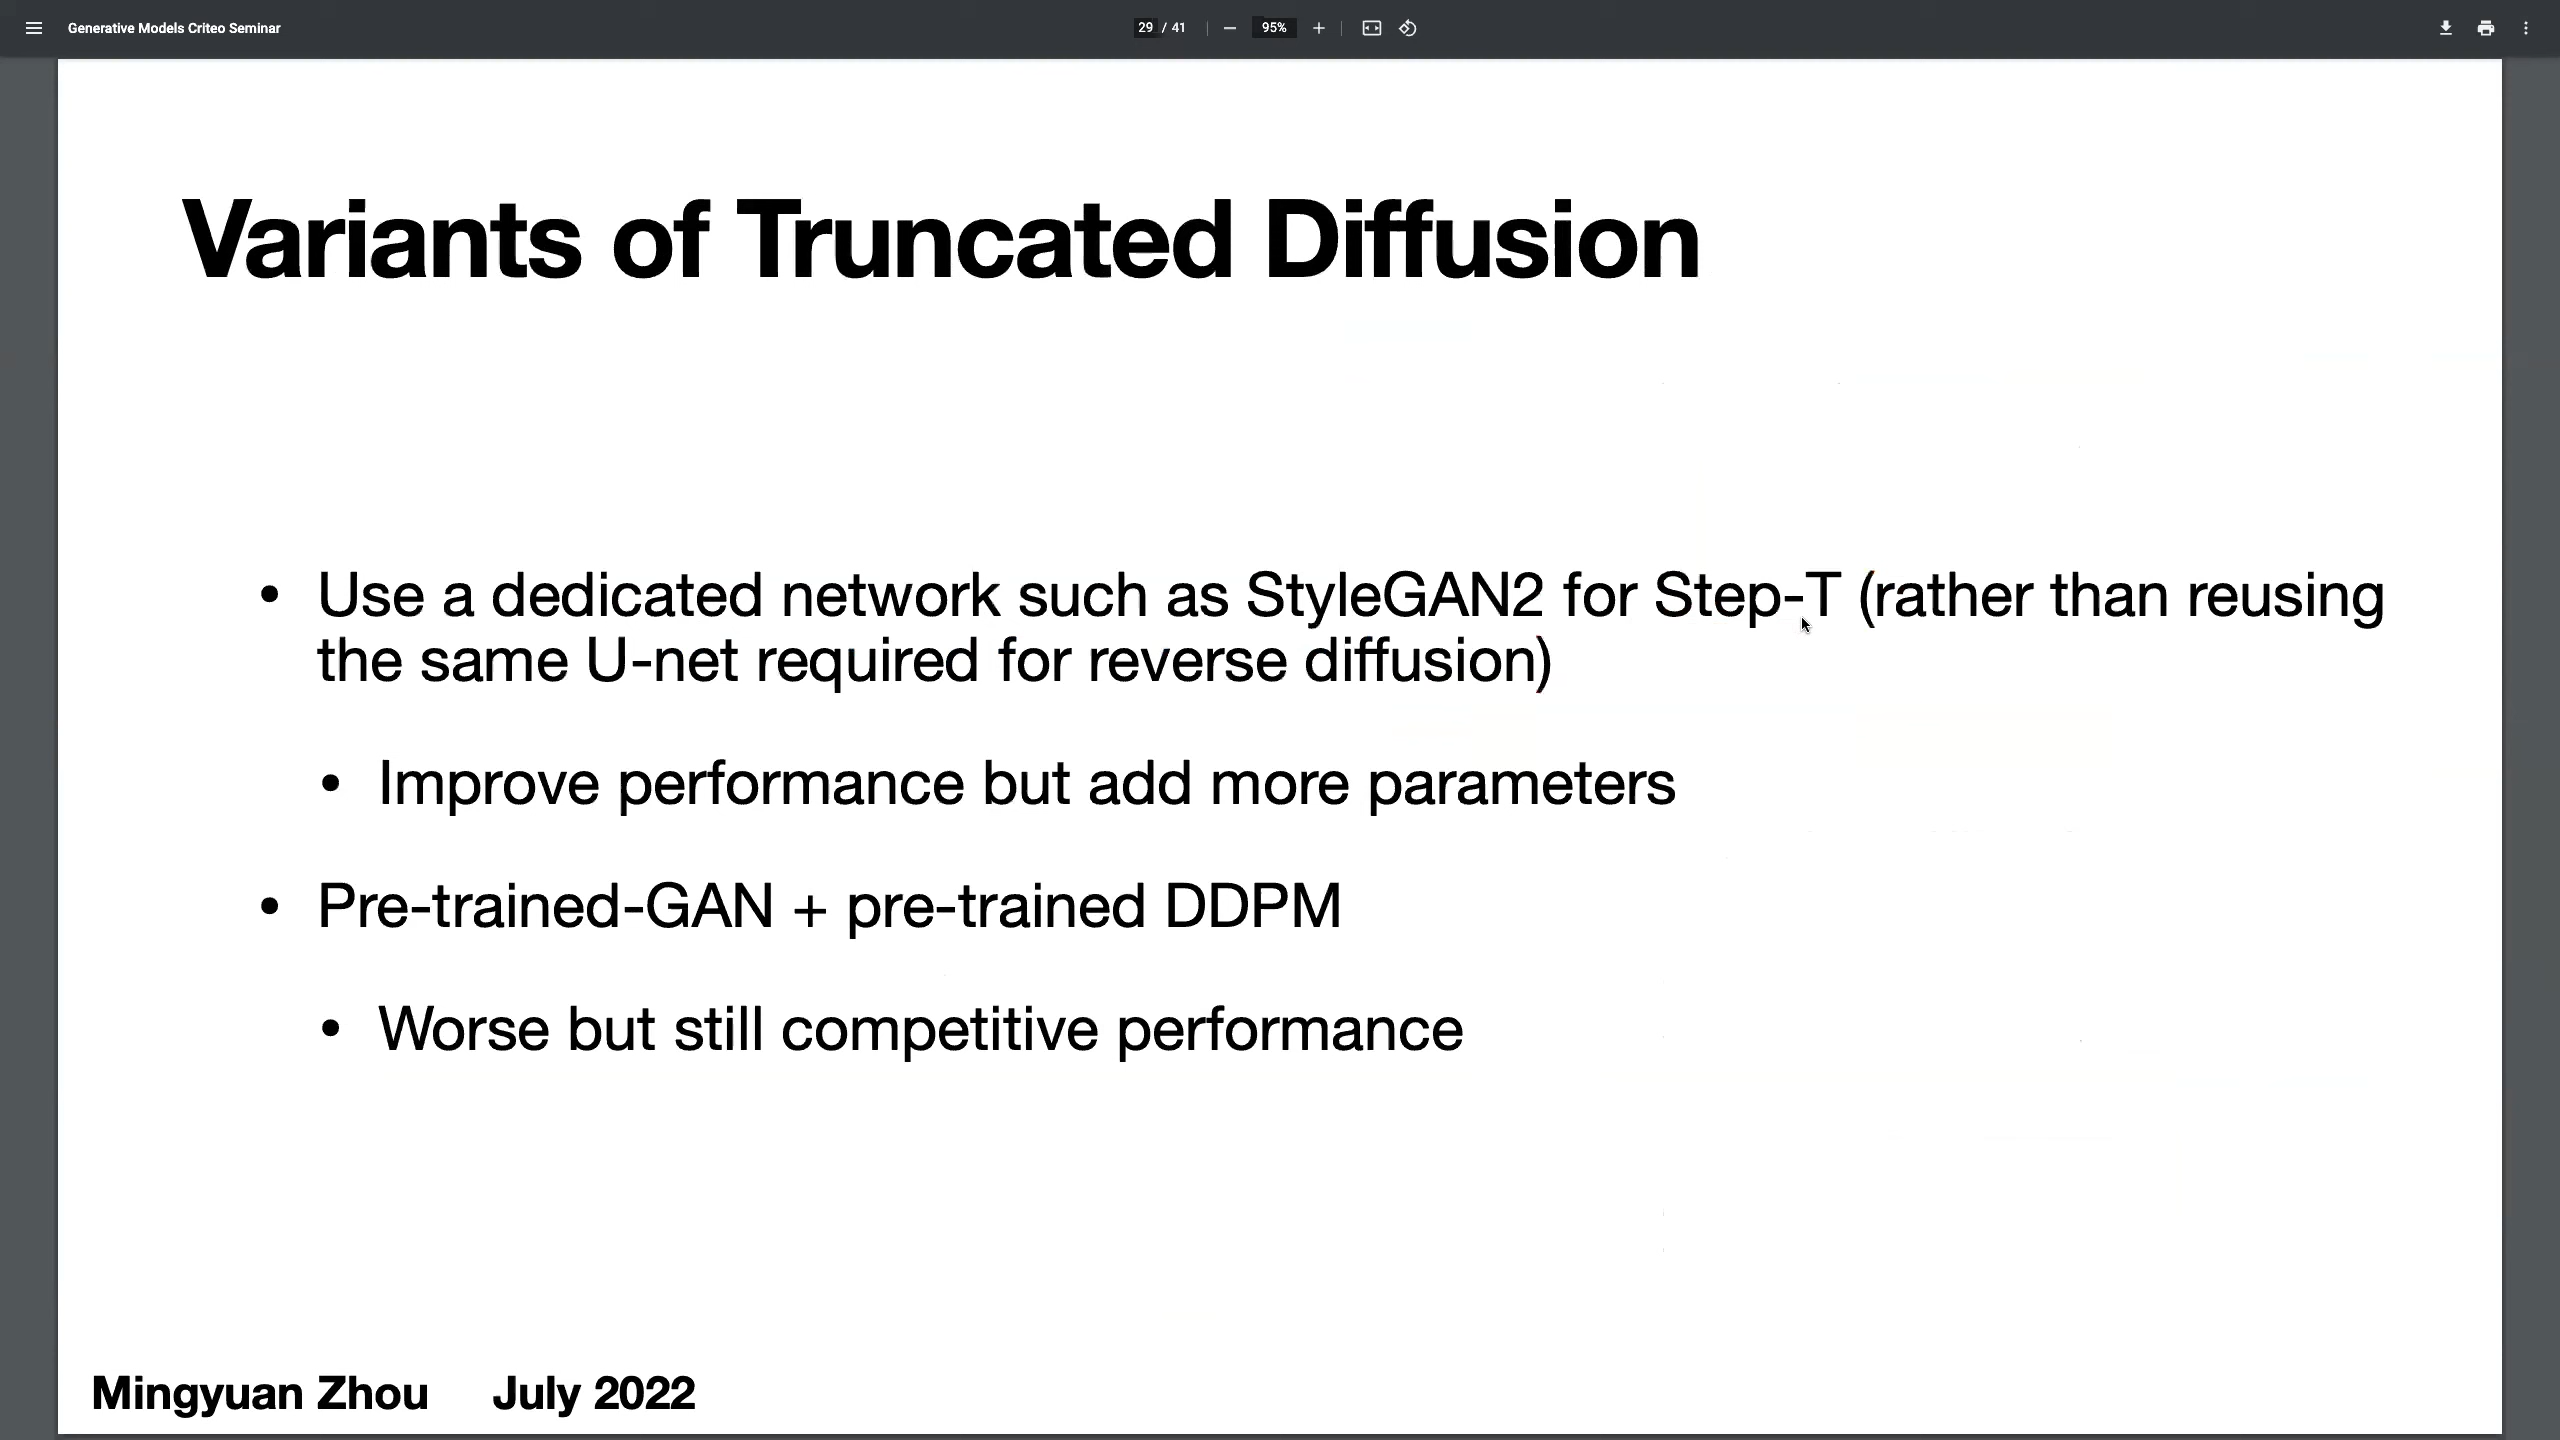 Generative Models Criteo Seminar
29 / 41
95%
Variants of Truncated Diffusion
• Use a dedicated network such as StyleGAN2 for Step-T (rather than reusing
the same U-net required for reverse diffusion)
• Improve performance but add more parameters
• Pre-trained-GAN + pre-trained DDPM
• Worse but still competitive performance
Mingyuan Zhou July 2022